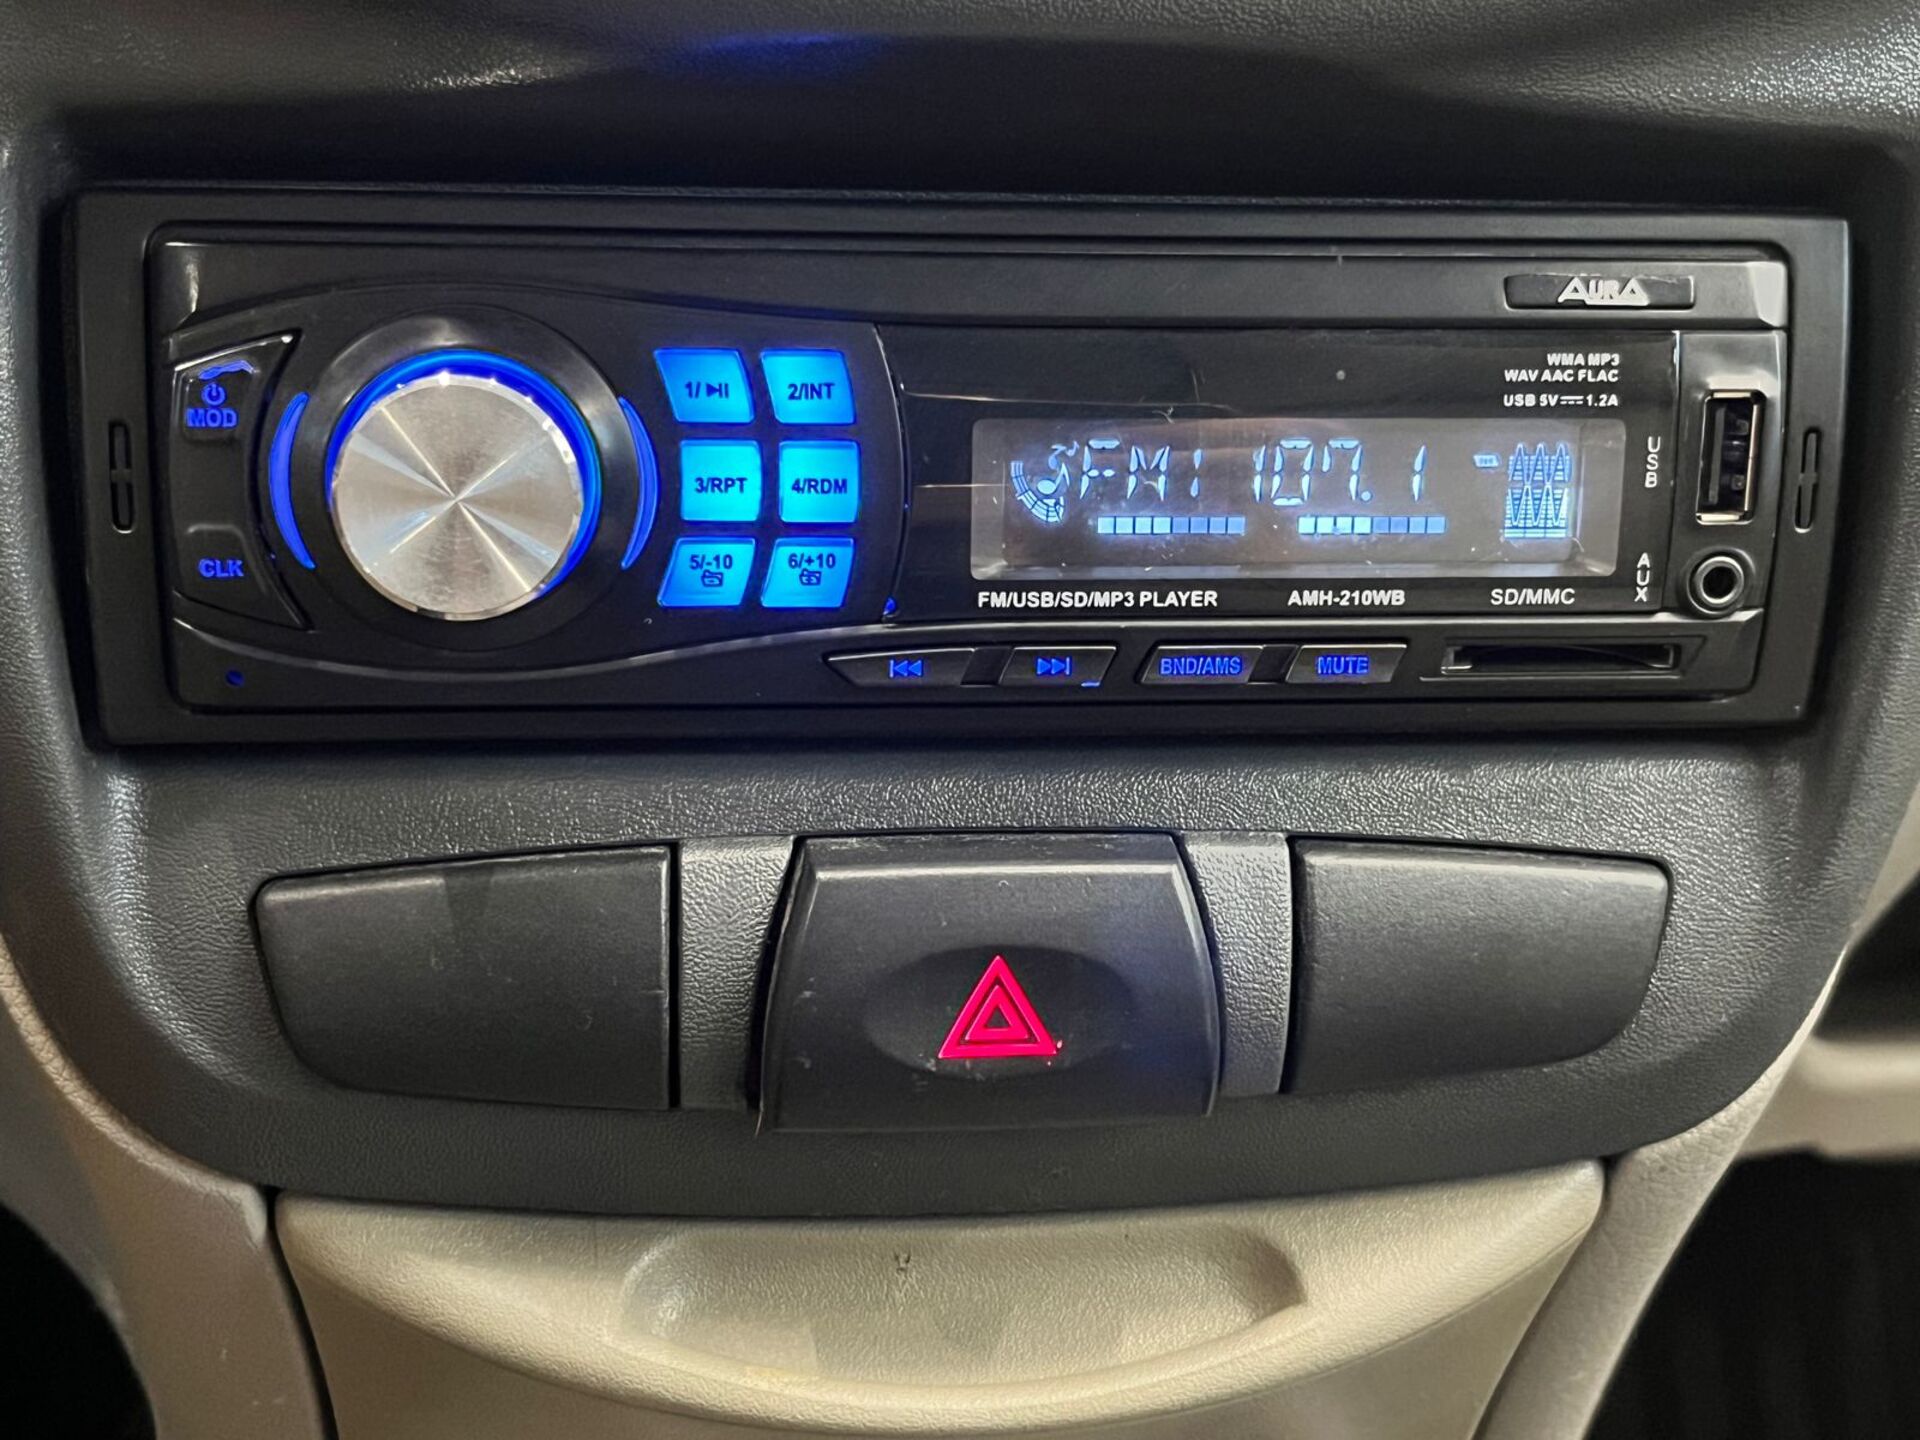 AURA
WMA MP3
WAV AAC FLAC
USB 5V⎓1.2A
MOD
1/⏯ 2/INT
3/RPT 4/RDM
5/-10 6/+10
CLK
FM: 107.1
USB
AUX
FM/USB/SD/MP3 PLAYER AMH-210WB SD/MMC
BND/AMS MUTE